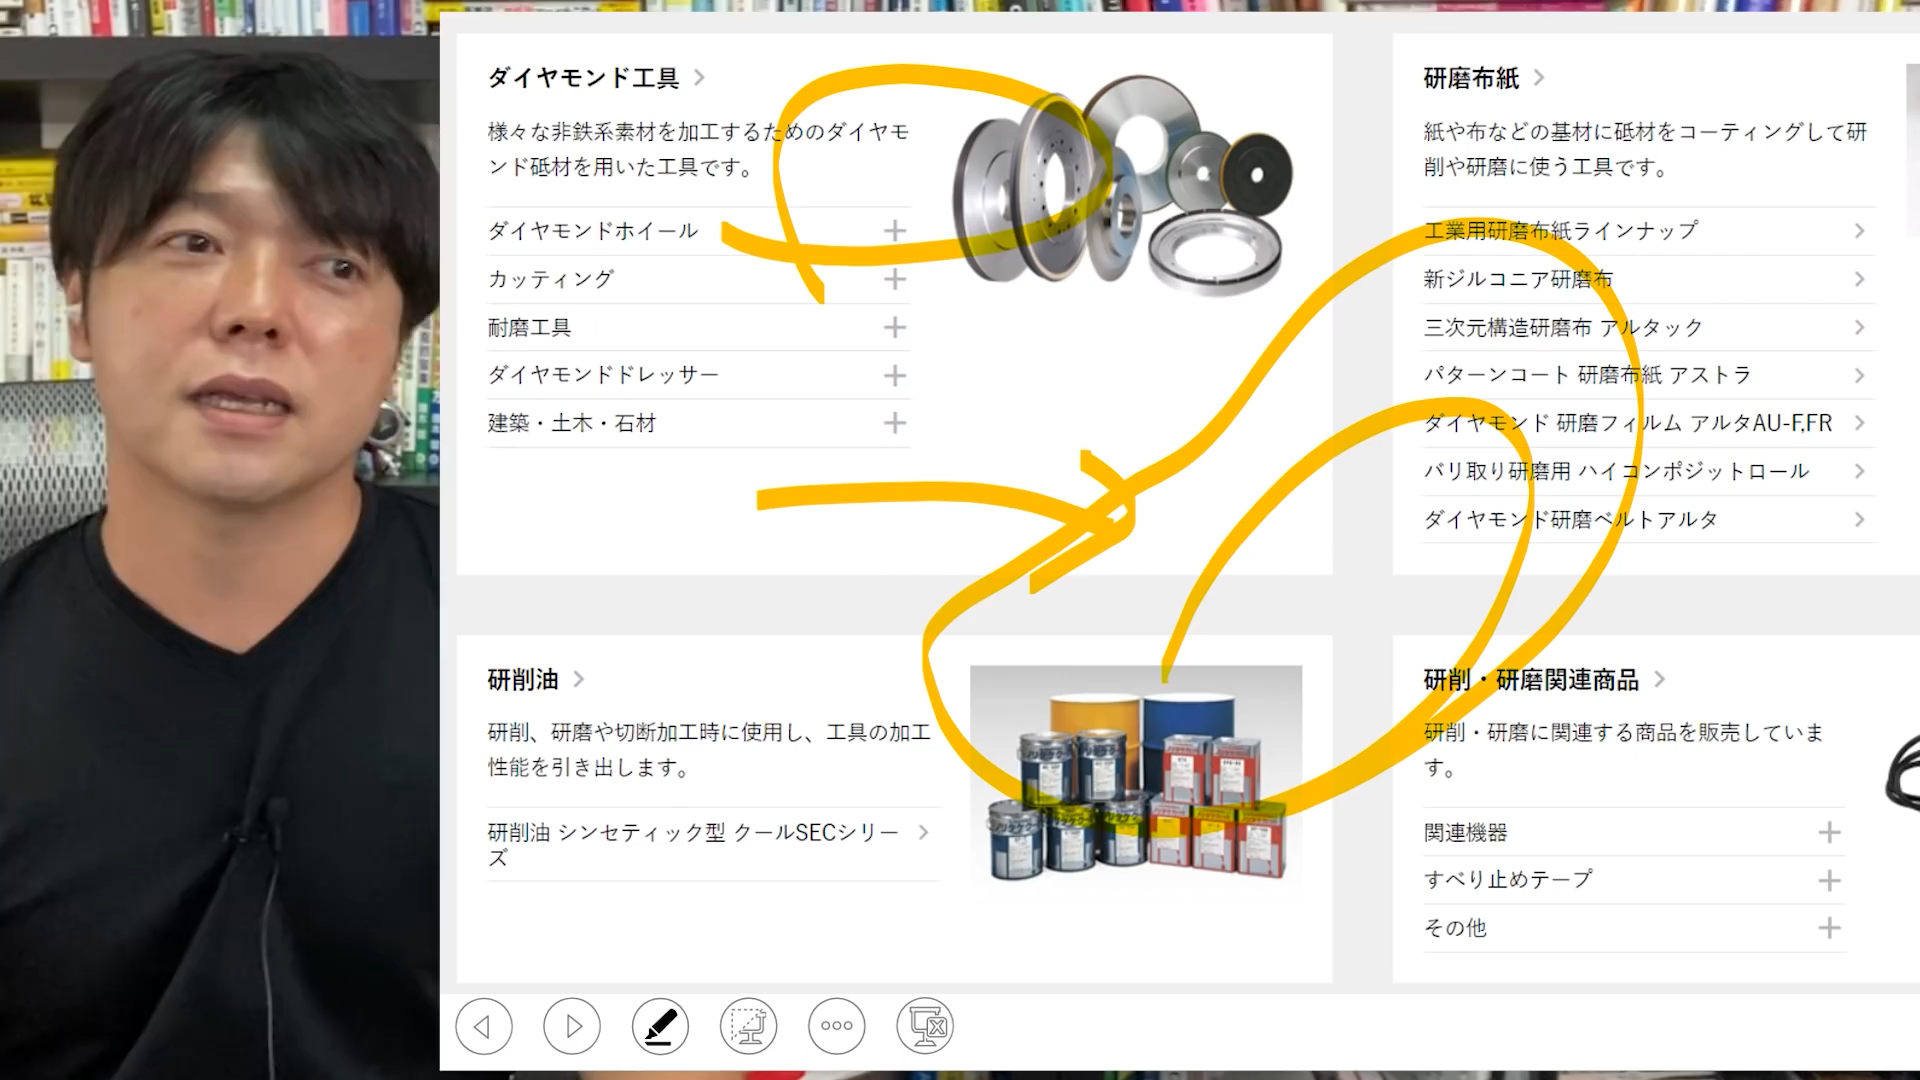 ダイヤモンド工具
様々な非鉄系素材を加工するためのダイヤモ
ンド砥材を用いた工具です。
ダイヤモンドホイール
カッティング
耐磨工具
ダイヤモンドドレッサー
建築・土木・石材
研磨布紙
紙や布などの基材に砥材をコーティングして研
削や研磨に使う工具です。
工業用研磨布紙ラインナップ
新ジルコニア研磨布
三次元構造研磨布 アルタック
パターンコート 研磨布紙 アストラ
ダイヤモンド 研磨フィルム アルタAU-F,FR
バリ取り研磨用 ハイコンポジットロール
ダイヤモンド研磨ベルトアルタ
研削油
研削、研磨や切断加工時に使用し、工具の加工
性能を引き出します。
研削油 シンセティック型 クールSECシリー
ズ
研削・研磨関連商品
研削・研磨に関連する商品を販売していま
す。
関連機器
すべり止めテープ
その他